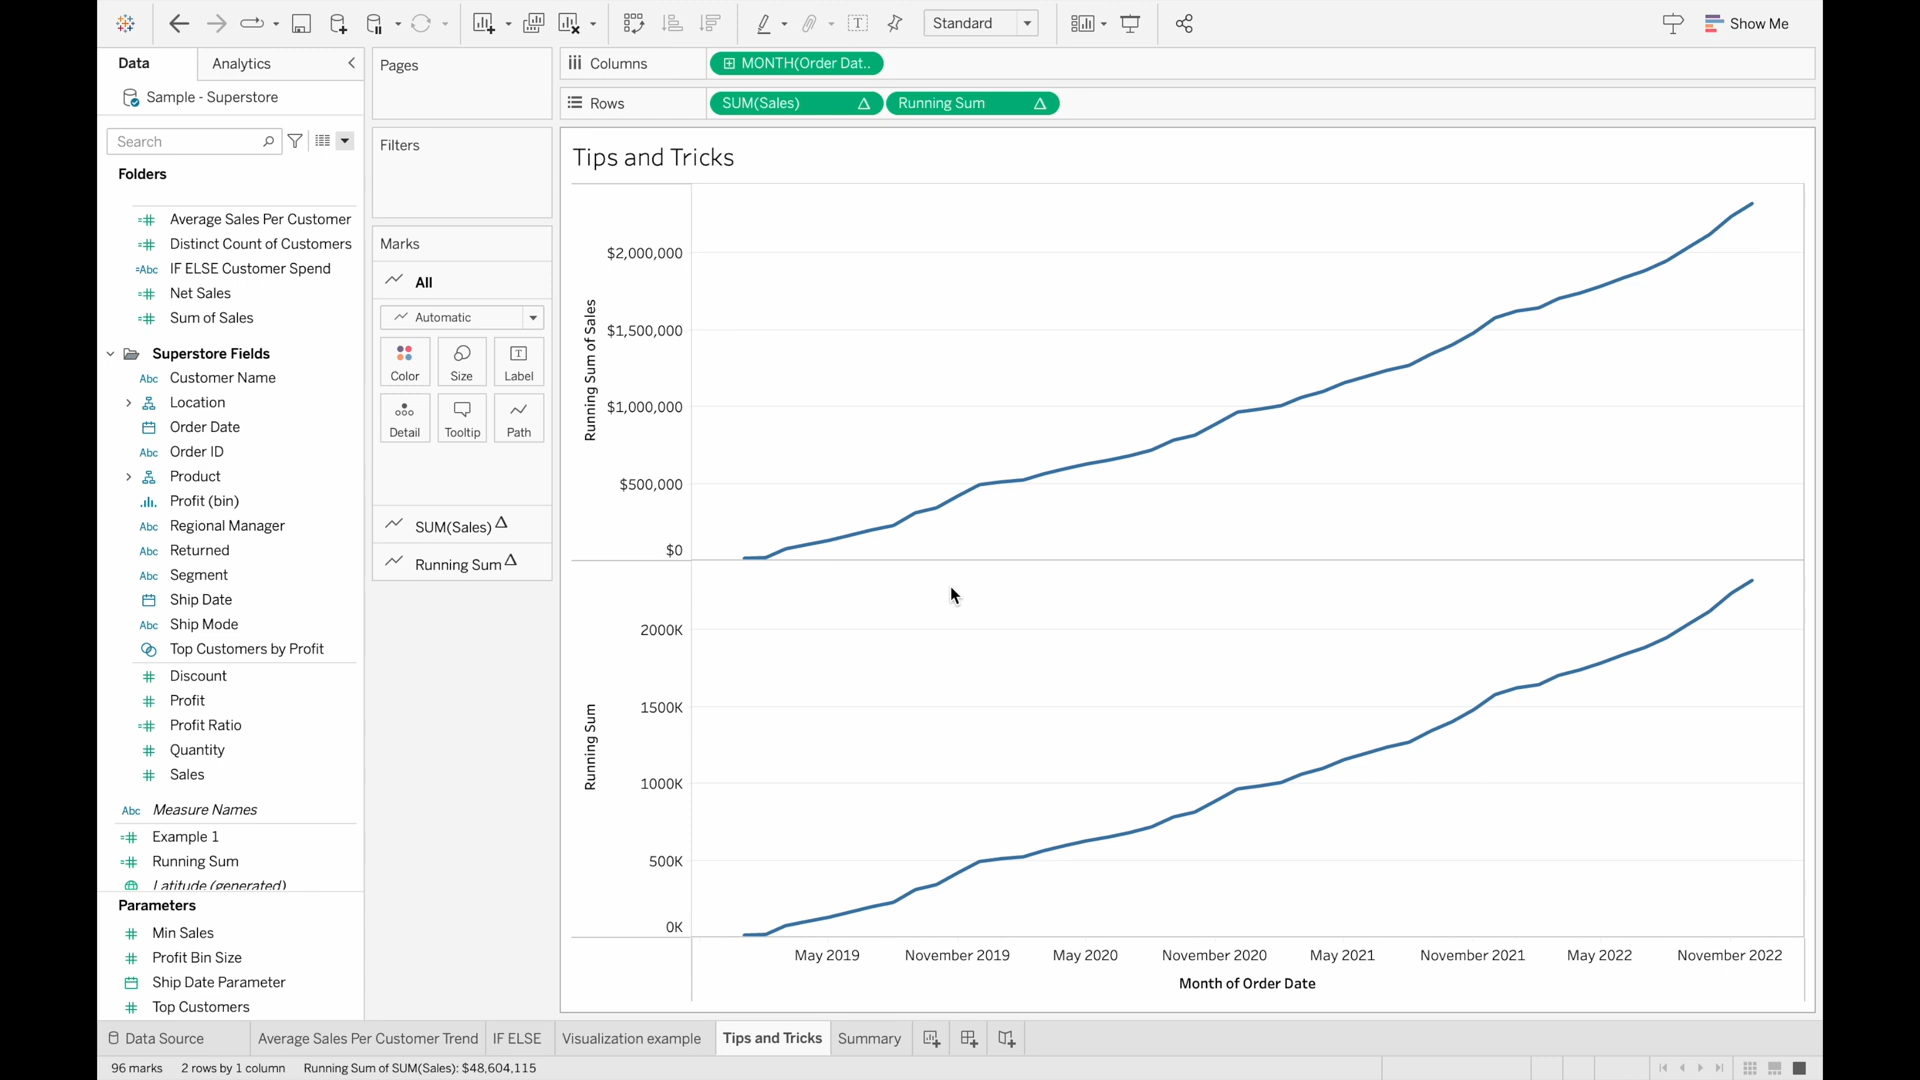 Standard
Show Me
Data
Analytics
Sample - Superstore
Search
Folders
Average Sales Per Customer
Distinct Count of Customers
=Abc IF ELSE Customer Spend
Net Sales
Sum of Sales
Superstore Fields
Abc Customer Name
Location
Order Date
Abc Order ID
Product
Profit (bin)
Abc Regional Manager
Abc Returned
Abc Segment
Ship Date
Abc Ship Mode
Top Customers by Profit
Discount
Profit
Profit Ratio
Quantity
Sales
Abc Measure Names
Example 1
Running Sum
Latitude (generated)
Parameters
Min Sales
Profit Bin Size
Ship Date Parameter
Top Customers
Pages
Filters
Marks
All
Automatic
Color
Size
Label
Detail
Tooltip
Path
SUM(Sales) Δ
Running Sum Δ
Columns
MONTH(Order Dat..
Rows
SUM(Sales) Δ
Running Sum Δ
Tips and Tricks
Running Sum of Sales
$2,000,000
$1,500,000
$1,000,000
$500,000
$0
Running Sum
2000K
1500K
1000K
500K
0K
May 2019
November 2019
May 2020
November 2020
May 2021
November 2021
May 2022
November 2022
Month of Order Date
Data Source
Average Sales Per Customer Trend
IF ELSE
Visualization example
Tips and Tricks
Summary
96 marks
2 rows by 1 column
Running Sum of SUM(Sales): $48,604,115